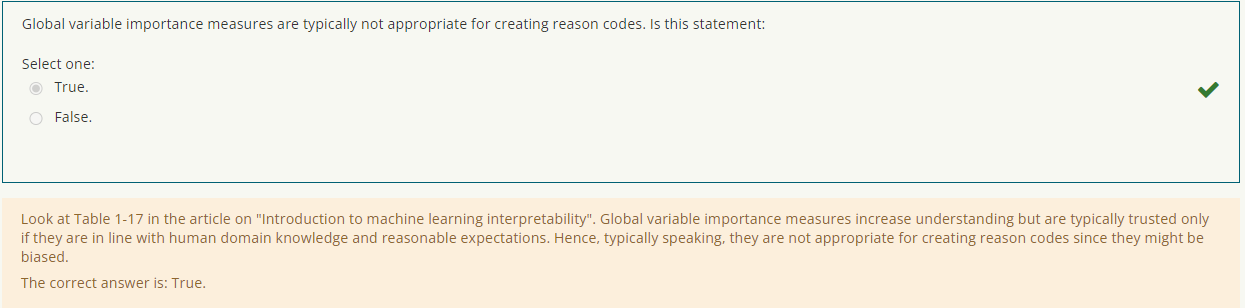 Global variable importance measures are typically not appropriate for creating reason codes. Is this statement:
Select one:
True.
False.
Look at Table 1-17 in the article on "Introduction to machine learning interpretability". Global variable importance measures increase understanding but are typically trusted only
if they are in line with human domain knowledge and reasonable expectations. Hence, typically speaking, they are not appropriate for creating reason codes since they might be
biased.
The correct answer is: True.